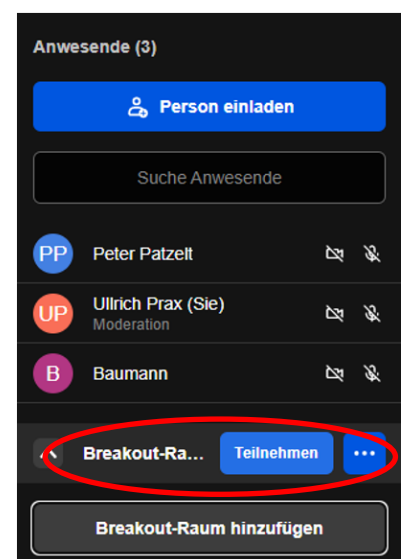 Anwesende (3)
Person einladen
Suche Anwesende
PP Peter Patzelt
UP Ullrich Prax (Sie)
Moderation
B Baumann
Breakout-Ra... Teilnehmen ...
Breakout-Raum hinzufügen